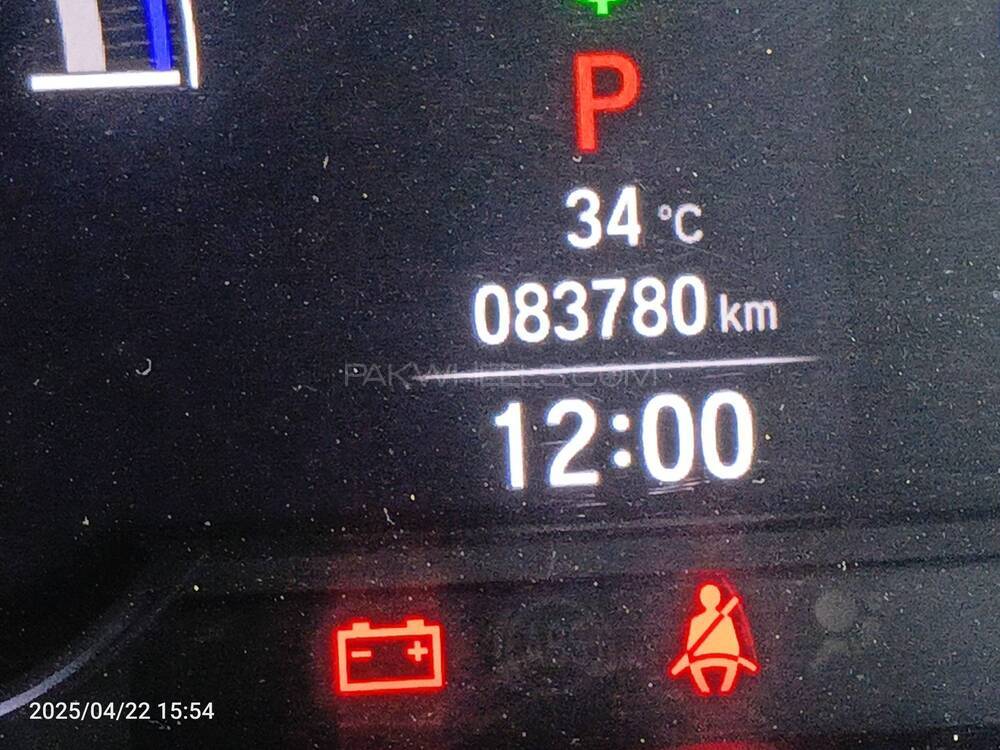 P
34 °C
083780 km
PAKWHEELS.COM
12:00
- +
2025/04/22 15:54